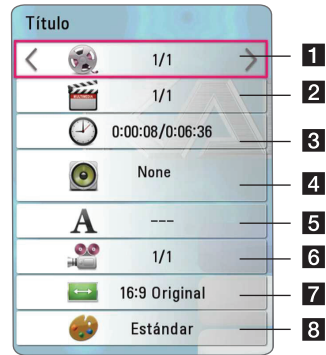 Título
1/1
1
1/1
2
0:00:08/0:06:36
3
None
4
A
---
5
1/1
6
16:9 Original
7
Estándar
8